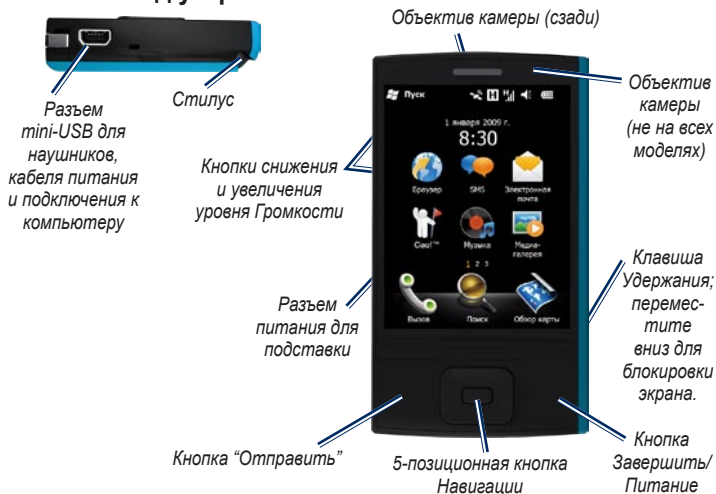 Объектив камеры (сзади)
Разъем
mini-USB для
наушников,
кабеля питания
и подключения к
компьютеру
Стилус
Объектив
камеры
(не на всех
моделях)
Кнопки снижения
и увеличения
уровня Громкости
Пуск
1 января 2009 г.
8:30
Браузер
SMS
Электронная
почта
Ciao!™
Музыка
Медиа-
галерея
1 2 3
Вызов
Поиск
Обзор карты
Разъем
питания для
подставки
Клавиша
Удержания;
перемес-
тите
вниз для
блокировки
экрана.
Кнопка “Отправить”
5-позиционная кнопка
Навигации
Кнопка
Завершить/
Питание